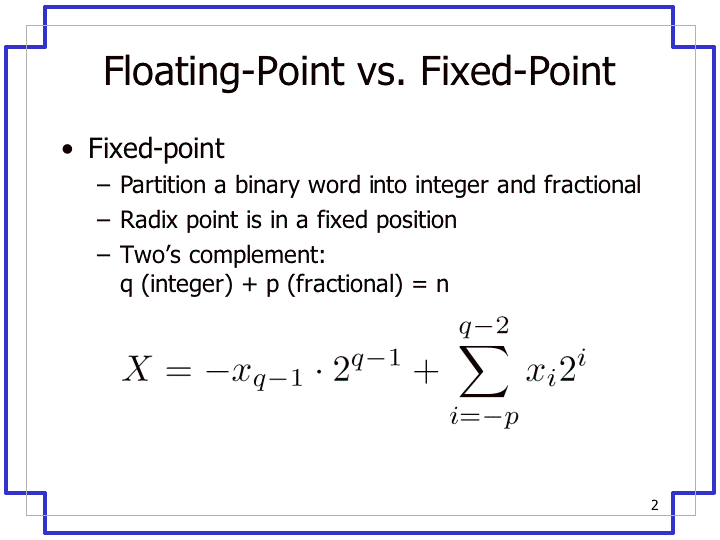 Floating-Point vs. Fixed-Point
• Fixed-point
– Partition a binary word into integer and fractional
– Radix point is in a fixed position
– Two's complement:
q (integer) + p (fractional) = n
X = −x_{q−1} · 2^{q−1} + \sum_{i=−p}^{q−2} x_i 2^i
2